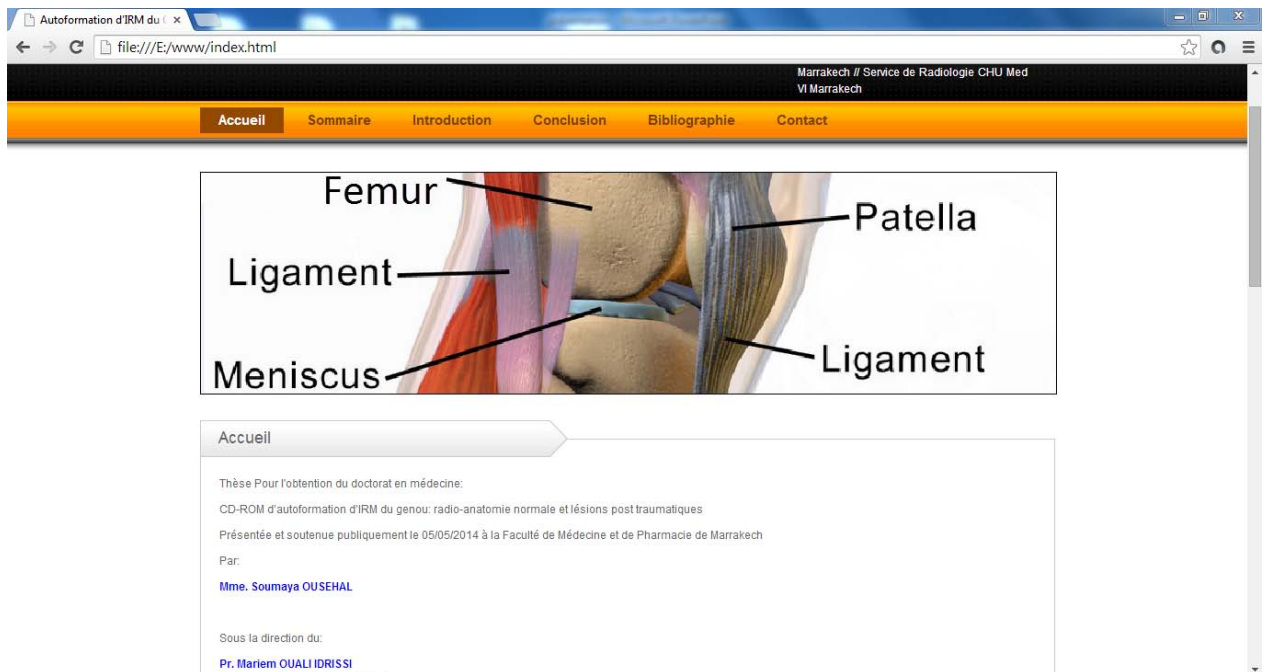 Autoformation d'IRM du
file:///E:/www/index.html
Marrakech // Service de Radiologie CHU Med
VI Marrakech
Accueil Sommaire Introduction Conclusion Bibliographie Contact
Femur
Patella
Ligament
Meniscus
Ligament
Accueil
Thèse Pour l'obtention du doctorat en médecine:
CD-ROM d'autoformation d'IRM du genou: radio-anatomie normale et lésions post traumatiques
Présentée et soutenue publiquement le 05/05/2014 à la Faculté de Médecine et de Pharmacie de Marrakech
Par:
Mme. Soumaya OUSEHAL
Sous la direction du:
Pr. Mariem OUALI IDRISSI